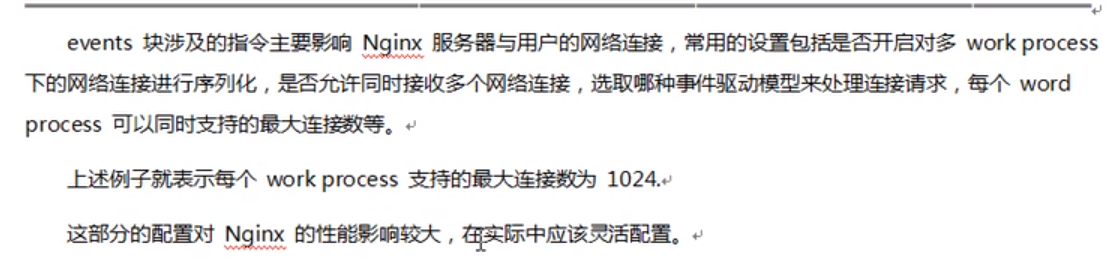 events 块涉及的指令主要影响 Nginx 服务器与用户的网络连接，常用的设置包括是否开启对多 work process
下的网络连接进行序列化，是否允许同时接收多个网络连接，选取哪种事件驱动模型来处理连接请求，每个 word
process 可以同时支持的最大连接数等。
上述例子就表示每个 work process 支持的最大连接数为 1024.
这部分的配置对 Nginx 的性能影响较大，在实际中应该灵活配置。